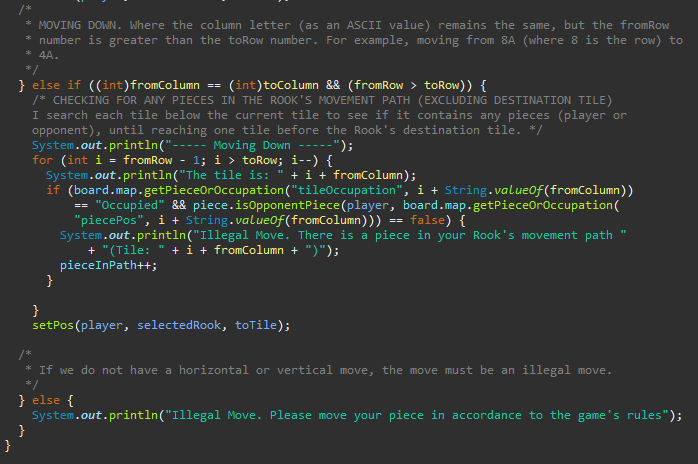 /*
* MOVING DOWN. Where the column letter (as an ASCII value) remains the same, but the fromRow
* number is greater than the toRow number. For example, moving from 8A (where 8 is the row) to
* 4A.
*/
} else if ((int)fromColumn == (int)toColumn && (fromRow > toRow)) {
/* CHECKING FOR ANY PIECES IN THE ROOK'S MOVEMENT PATH (EXCLUDING DESTINATION TILE)
I search each tile below the current tile to see if it contains any pieces (player or
opponent), until reaching one tile before the Rook's destination tile. */
System.out.println("----- Moving Down -----");
for (int i = fromRow - 1; i > toRow; i--) {
System.out.println("The tile is: " + i + fromColumn);
if (board.map.getPieceOrOccupation("tileOccupation", i + String.valueOf(fromColumn))
== "Occupied" && piece.isOpponentPiece(player, board.map.getPieceOrOccupation(
"piecePos", i + String.valueOf(fromColumn))) == false) {
System.out.println("Illegal Move. There is a piece in your Rook's movement path "
+ "(Tile: " + i + fromColumn + ")");
pieceInPath++;
}
}
setPos(player, selectedRook, toTile);
/*
* If we do not have a horizontal or vertical move, the move must be an illegal move.
*/
} else {
System.out.println("Illegal Move. Please move your piece in accordance to the game's rules");
}
}